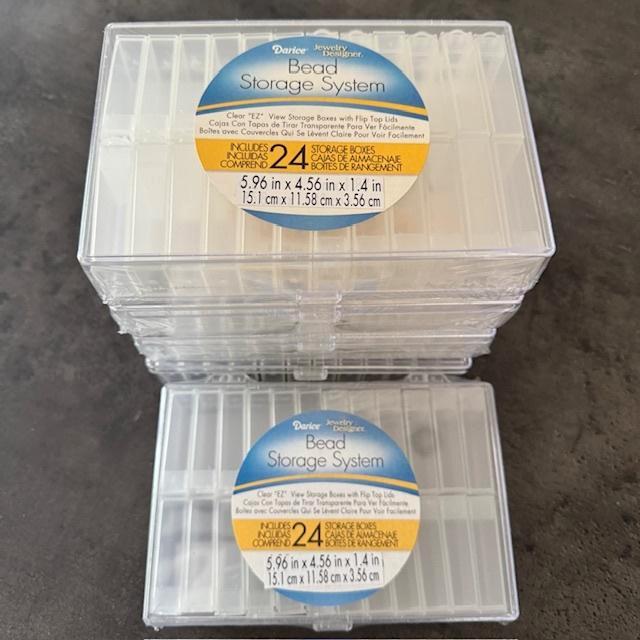 Darice® Jewelry Designer™
Bead
Storage System
Clear "EZ" View Storage Boxes with Flip Top Lids
Cajas Con Tapas de Tirar Transparente Para Ver Fácilmente
Boîtes avec Couvercles Qui Se Lèvent Claire Pour Voir Facilement
INCLUDES
INCLUIDAS
COMPREND
24
STORAGE BOXES
CAJAS DE ALMACENAJE
BOÎTES DE RANGEMENT
5.96 in x 4.56 in x 1.4 in
15.1 cm x 11.58 cm x 3.56 cm
Darice® Jewelry Designer™
Bead
Storage System
Clear "EZ" View Storage Boxes with Flip Top Lids
Cajas Con Tapas de Tirar Transparente Para Ver Fácilmente
Boîtes avec Couvercles Qui Se Lèvent Claire Pour Voir Facilement
INCLUDES
INCLUIDAS
COMPREND
24
STORAGE BOXES
CAJAS DE ALMACENAJE
BOÎTES DE RANGEMENT
5.96 in x 4.56 in x 1.4 in
15.1 cm x 11.58 cm x 3.56 cm